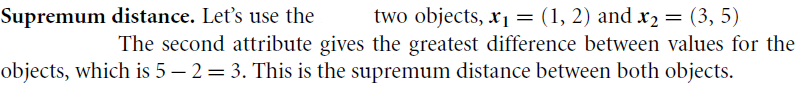 Supremum distance. Let's use the two objects, x1 = (1, 2) and x2 = (3, 5)
The second attribute gives the greatest difference between values for the
objects, which is 5 – 2 = 3. This is the supremum distance between both objects.